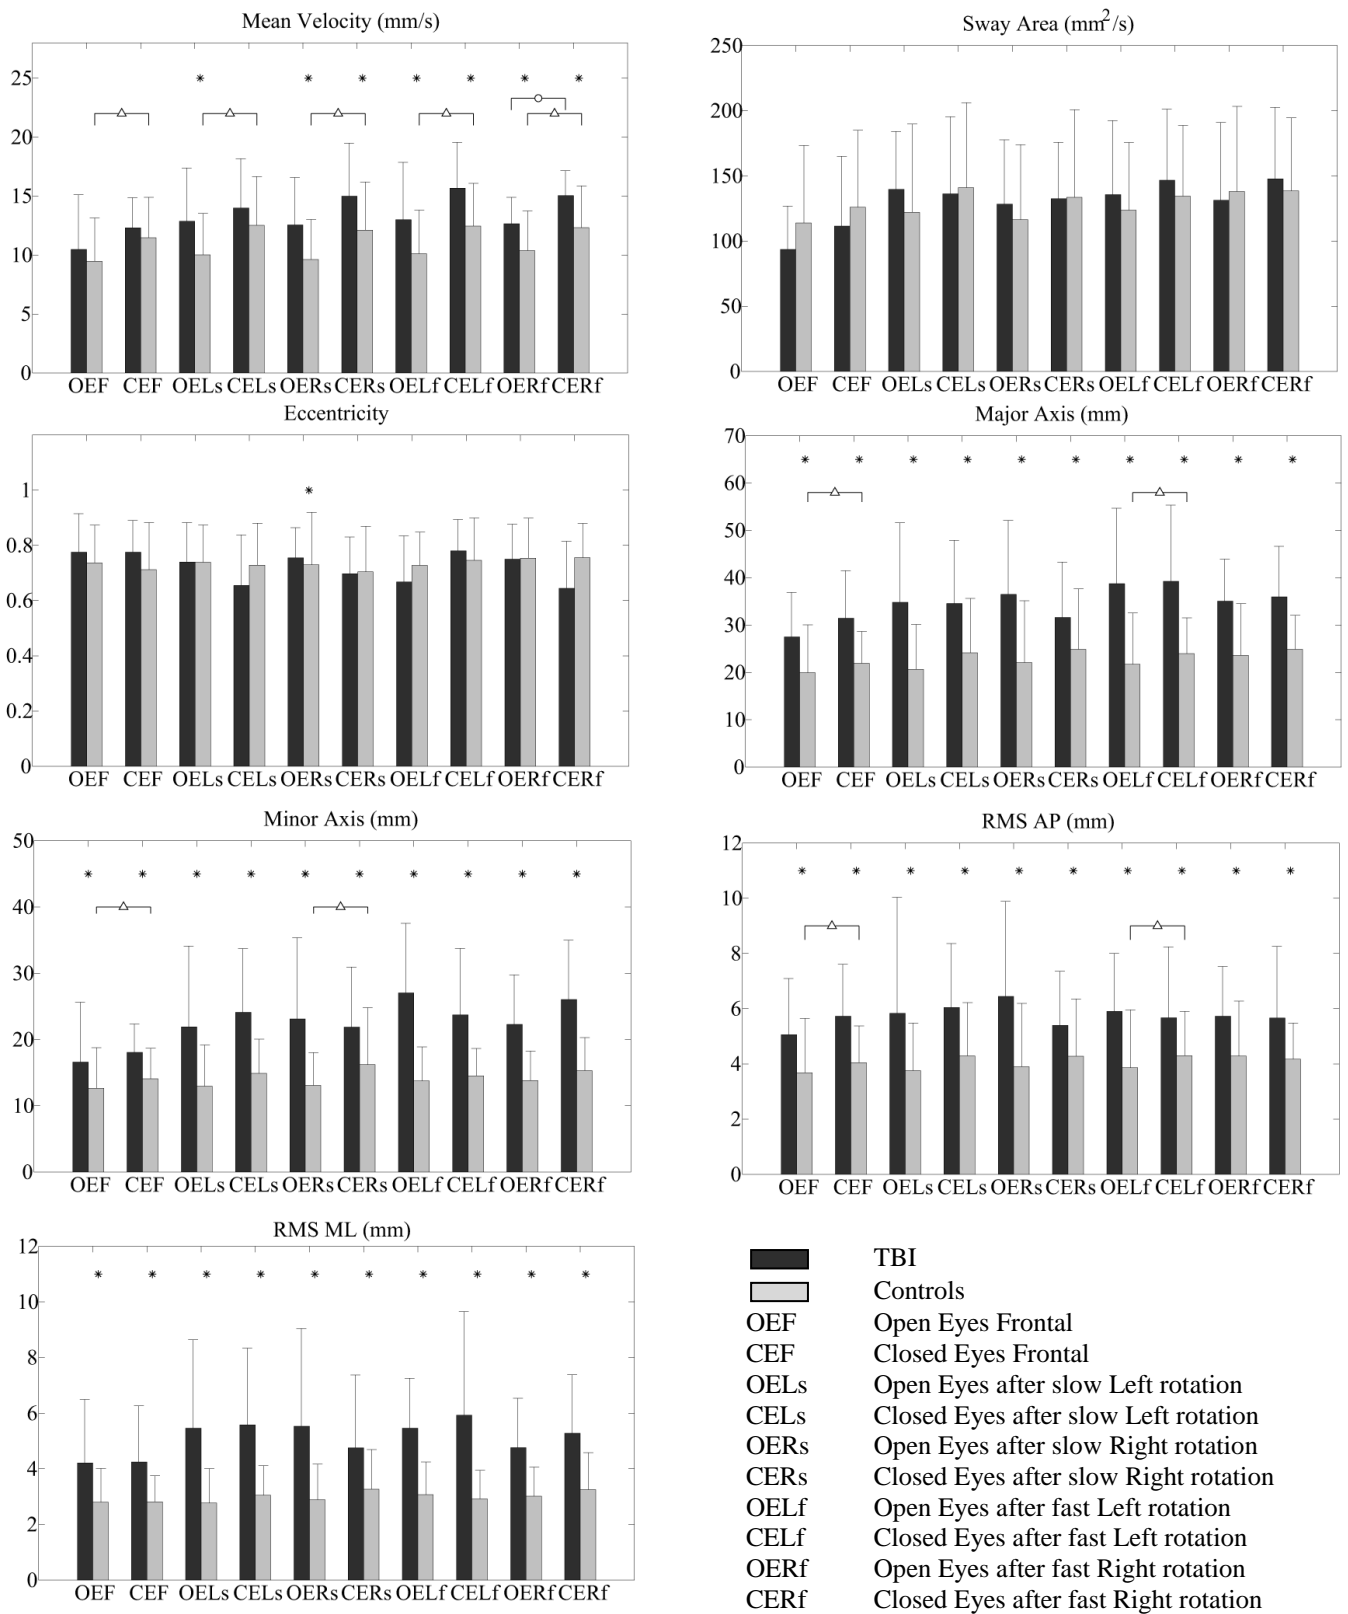 Mean Velocity (mm/s)
25
20
15
10
5
0
OEF CEF OELs CELs OERs CERs OELf CELf OERf CERf
Sway Area (mm²/s)
250
200
150
100
50
0
OEF CEF OELs CELs OERs CERs OELf CELf OERf CERf
Eccentricity
1
0.8
0.6
0.4
0.2
0
OEF CEF OELs CELs OERs CERs OELf CELf OERf CERf
Major Axis (mm)
70
60
50
40
30
20
10
0
OEF CEF OELs CELs OERs CERs OELf CELf OERf CERf
Minor Axis (mm)
50
40
30
20
10
0
OEF CEF OELs CELs OERs CERs OELf CELf OERf CERf
RMS AP (mm)
12
10
8
6
4
2
0
OEF CEF OELs CELs OERs CERs OELf CELf OERf CERf
RMS ML (mm)
12
10
8
6
4
2
0
OEF CEF OELs CELs OERs CERs OELf CELf OERf CERf
TBI
Controls
OEF Open Eyes Frontal
CEF Closed Eyes Frontal
OELs Open Eyes after slow Left rotation
CELs Closed Eyes after slow Left rotation
OERs Open Eyes after slow Right rotation
CERs Closed Eyes after slow Right rotation
OELf Open Eyes after fast Left rotation
CELf Closed Eyes after fast Left rotation
OERf Open Eyes after fast Right rotation
CERf Closed Eyes after fast Right rotation